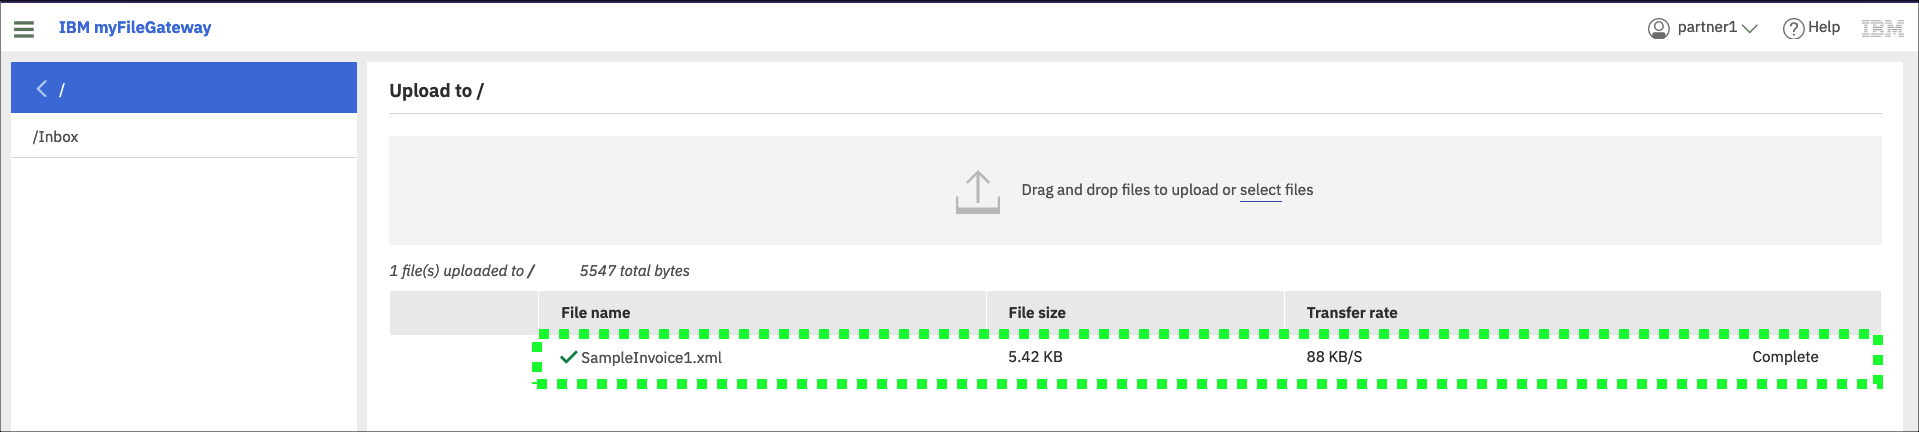 IBM myFileGateway
partner1
Help
IBM
/
/Inbox
Upload to /
Drag and drop files to upload or select files
1 file(s) uploaded to / 5547 total bytes
File name File size Transfer rate
SampleInvoice1.xml 5.42 KB 88 KB/S Complete